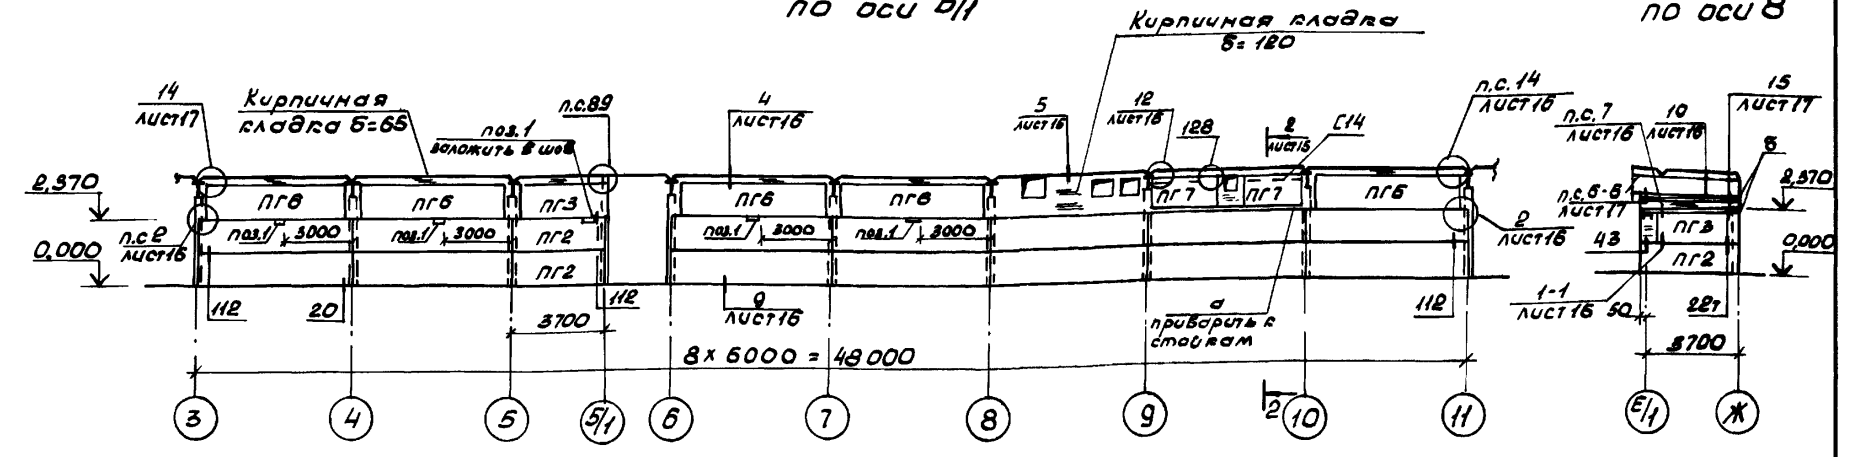 по оси Б/1
по оси 8
Кирпичная кладка
δ=120
14
лист17
Кирпичная
кладка δ=65
поз.1
заложить в шов
п.с.89
4
лист16
5
лист16
12
лист16
128
2
лист15
С14
п.с.14
лист16
п.с.7
лист16
10
лист16
15
лист17
8
2,370
0,000
п.с 2
лист16
пг6
пг6
пг3
пг6
пг6
пг7
пг7
пг6
поз.1
3000
поз.1
3000
пг2
пг2
поз.1
3000
поз.1
3000
2
лист16
п.с.6-6
лист17
43
пг3
пг2
2,370
0,000
112
20
112
9
лист16
а
приварить к
стойкам
112
1-1
лист16
50
22т
3700
3700
8 x 6000 = 48000
2
3
4
5
5/1
6
7
8
9
10
11
Е/1
Ж